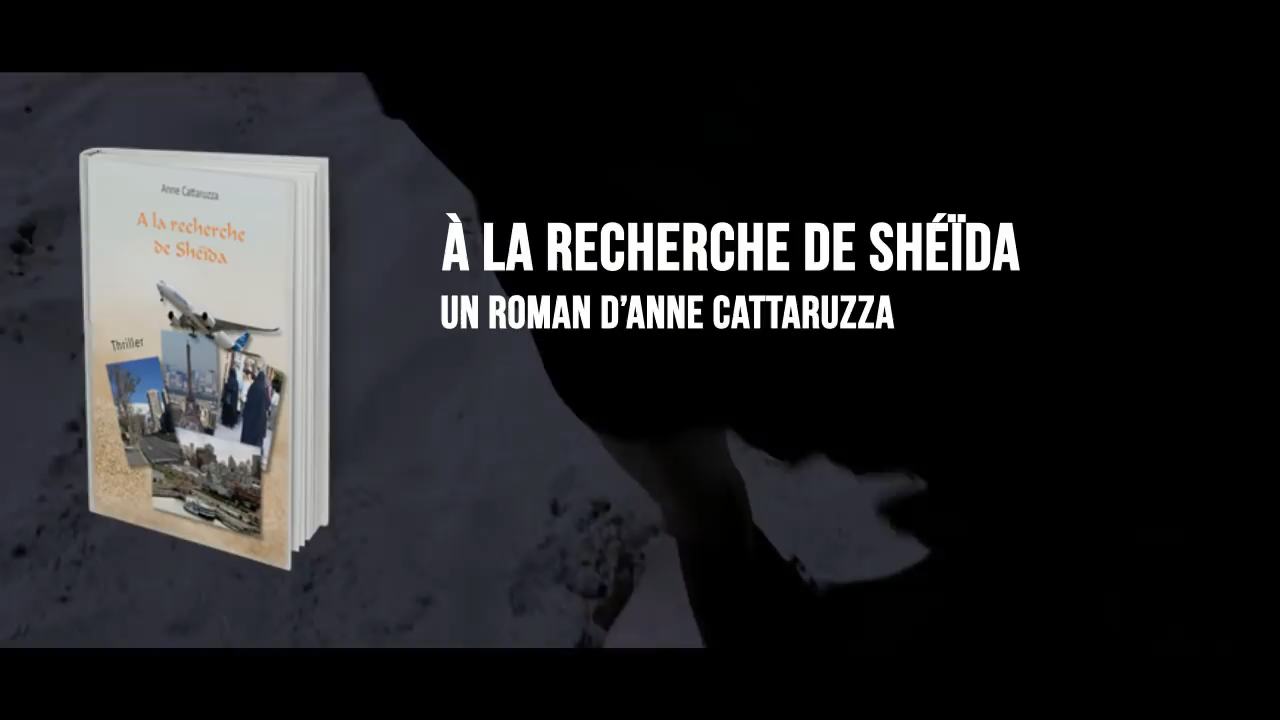 Anne Cattaruzza
A la recherche
de Shéïda
Thriller
À LA RECHERCHE DE SHÉÏDA
UN ROMAN D'ANNE CATTARUZZA